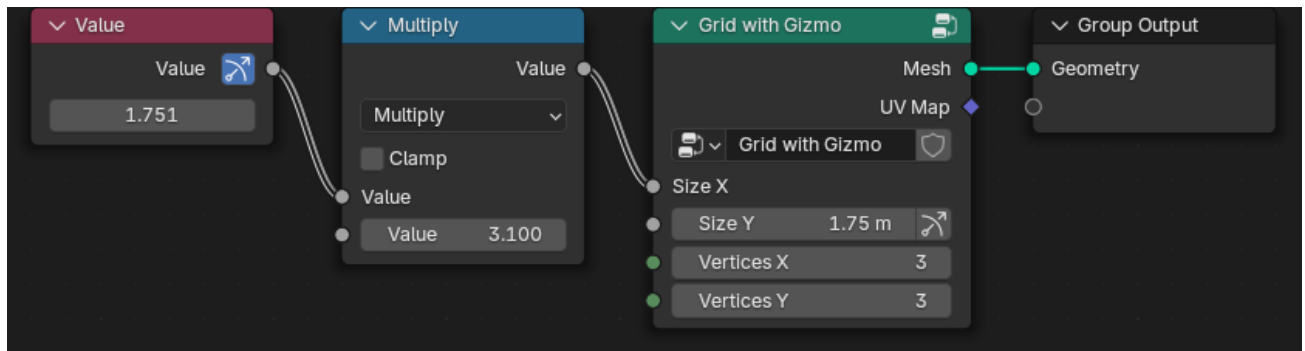 Value
Value
1.751
Multiply
Value
Multiply
Clamp
Value
Value 3.100
Grid with Gizmo
Mesh
UV Map
Grid with Gizmo
Size X
Size Y 1.75 m
Vertices X 3
Vertices Y 3
Group Output
Geometry